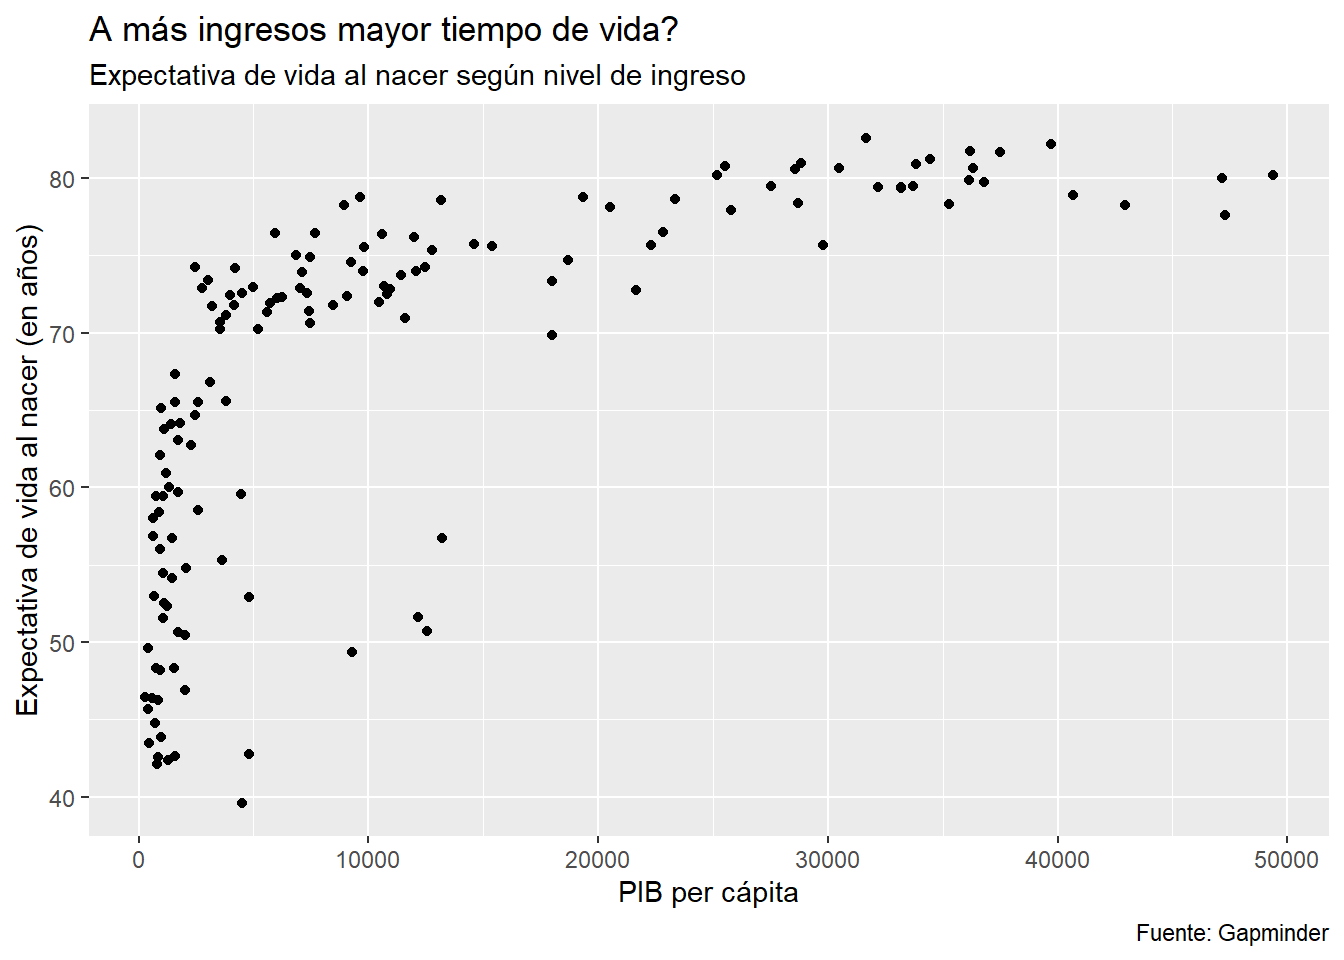 A más ingresos mayor tiempo de vida?
Expectativa de vida al nacer según nivel de ingreso
Expectativa de vida al nacer (en años)
80
70
60
50
40
0 10000 20000 30000 40000 50000
PIB per cápita
Fuente: Gapminder